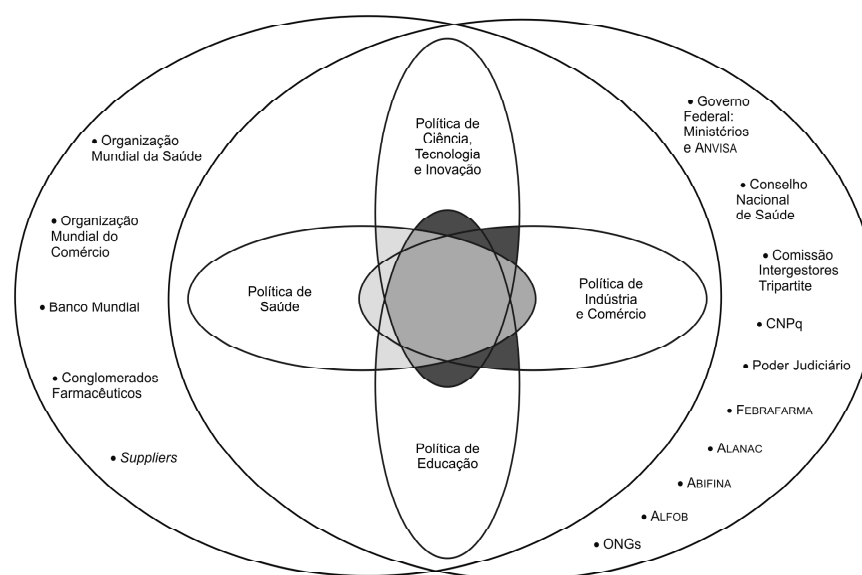 • Organização
Mundial da Saúde
• Organização
Mundial do
Comércio
• Banco Mundial
• Conglomerados
Farmacêuticos
• Suppliers
Política de
Ciência,
Tecnologia
e Inovação
Política de
Saúde
Política de
Indústria
e Comércio
Política de
Educação
• Governo
Federal:
Ministérios
e ANVISA
• Conselho
Nacional
de Saúde
• Comissão
Intergestores
Tripartite
• CNPq
• Poder Judiciário
• FEBRAFARMA
• ALANAC
• ABIFINA
• ALFOB
• ONGs